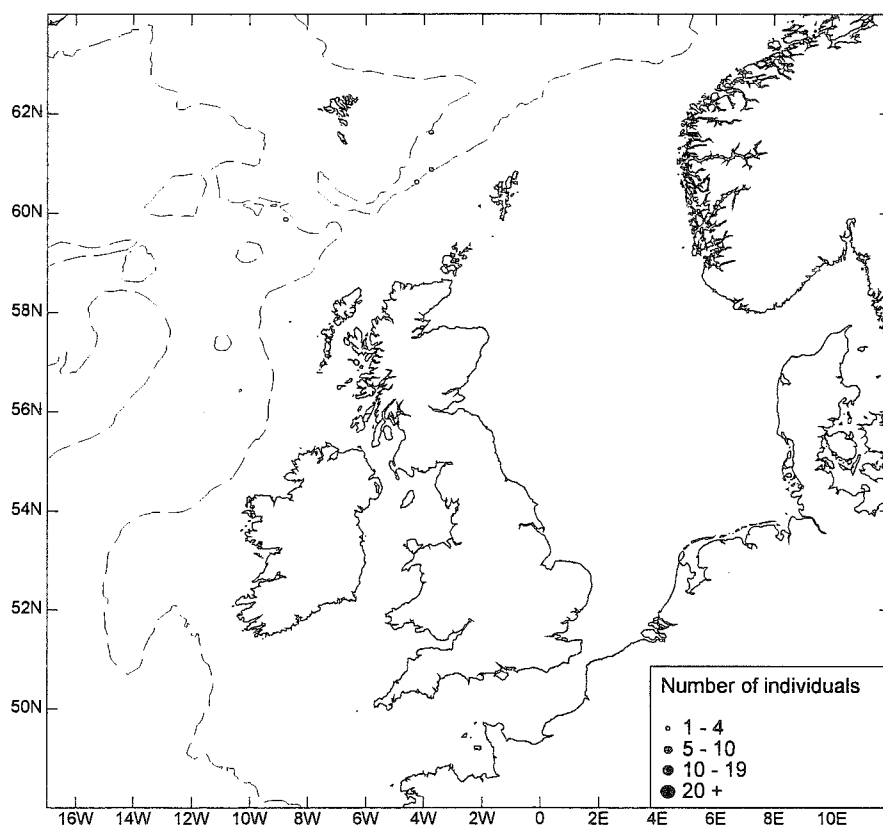 62N
60N
58N
56N
54N
52N
50N
Number of individuals
1 - 4
5 - 10
10 - 19
20 +
16W 14W 12W 10W 8W 6W 4W 2W 0 2E 4E 6E 8E 10E